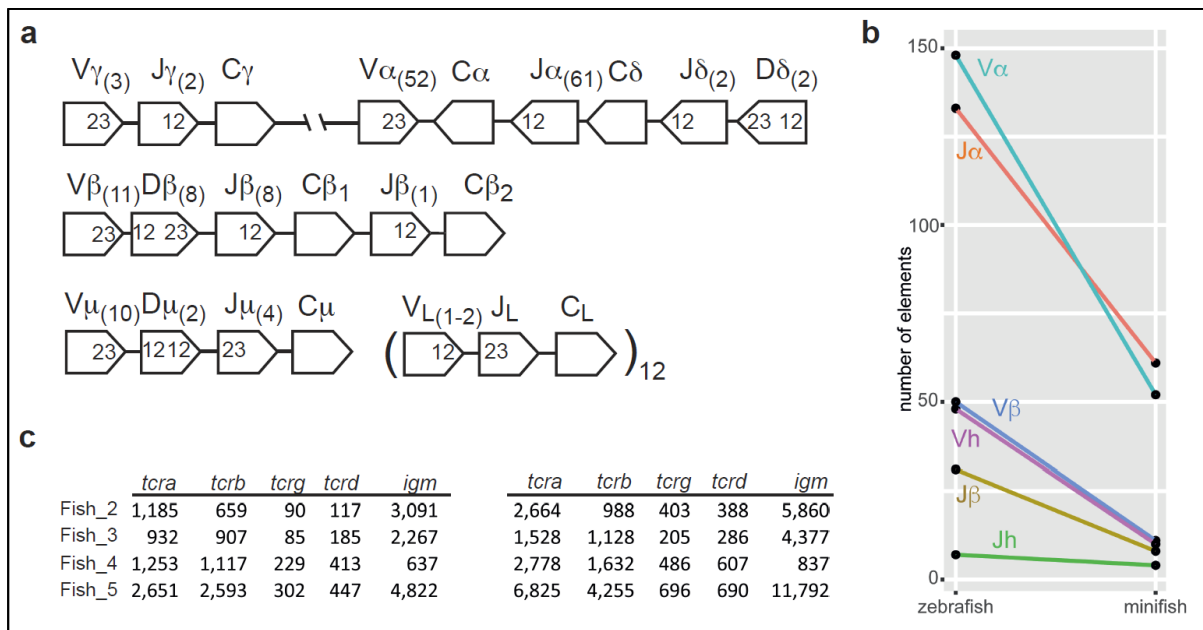 a
Vγ(3) Jγ(2) Cγ Vα(52) Cα Jα(61) Cδ Jδ(2) Dδ(2)
23 12 23 12 12 23 12
Vβ(11) Dβ(8) Jβ(8) Cβ1 Jβ(1) Cβ2
23 12 23 12 12
Vμ(10) Dμ(2) Jμ(4) Cμ
23 12 12 23
VL(1-2) JL CL
( 12 23 )12
b
150
100
50
0
number of elements
Vα
Jα
Vβ
Vh
Jβ
Jh
zebrafish minifish
c
tcra tcrb tcrg tcrd igm tcra tcrb tcrg tcrd igm
Fish_2 1,185 659 90 117 3,091 2,664 988 403 388 5,860
Fish_3 932 907 85 185 2,267 1,528 1,128 205 286 4,377
Fish_4 1,253 1,117 229 413 637 2,778 1,632 486 607 837
Fish_5 2,651 2,593 302 447 4,822 6,825 4,255 696 690 11,792